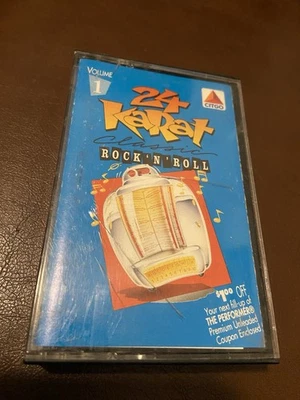 VOLUME
1
24
KaRat
CITGO
Classic
ROCK 'N' ROLL
$1.00 OFF
Your next fill-up of
THE PERFORMER®
Premium Unleaded
Coupon Enclosed